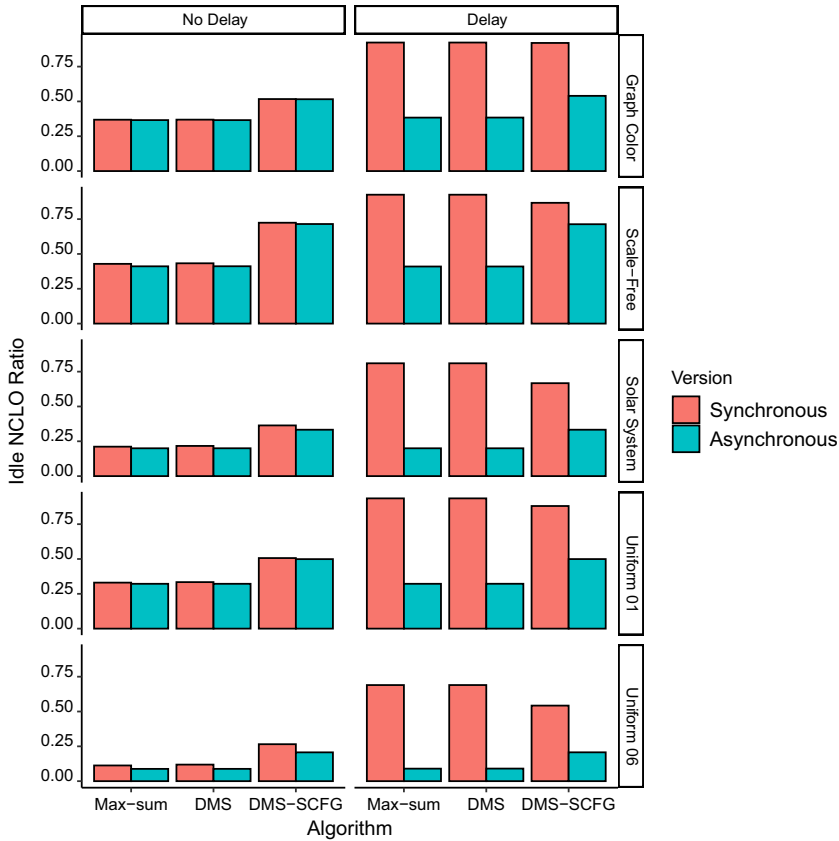 No Delay
Delay
0.75
0.50
0.25
0.00
Graph Color
0.75
0.50
0.25
0.00
Scale−Free
0.75
0.50
0.25
0.00
Solar System
0.75
0.50
0.25
0.00
Uniform 01
0.75
0.50
0.25
0.00
Uniform 06
Idle NCLO Ratio
Max−sum DMS DMS−SCFG Max−sum DMS DMS−SCFG
Algorithm
Version
Synchronous
Asynchronous